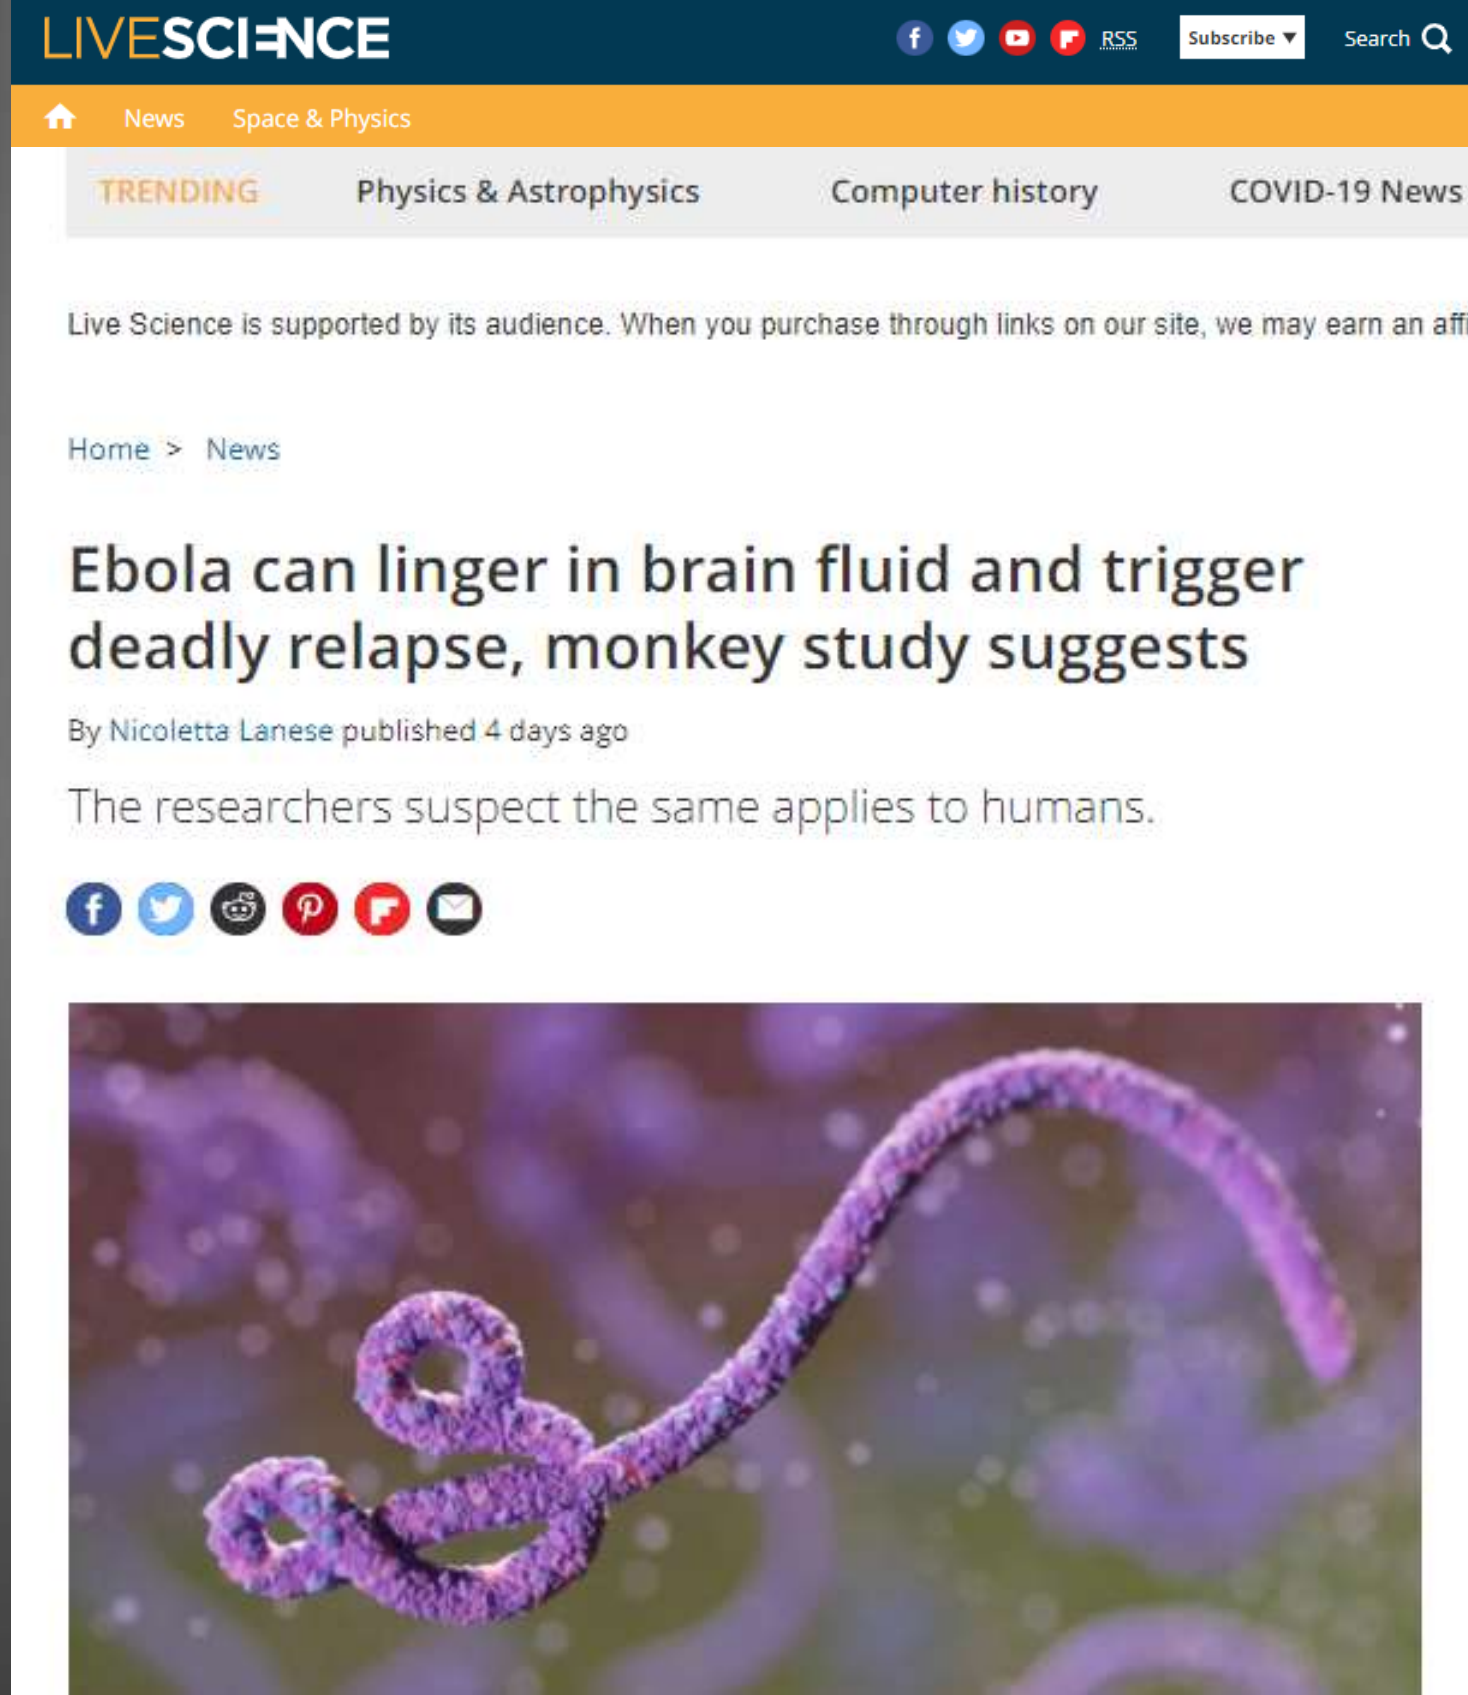 LIVESCIENCE
RSS
Subscribe ▼
Search
News
Space & Physics
TRENDING
Physics & Astrophysics
Computer history
COVID-19 News
Live Science is supported by its audience. When you purchase through links on our site, we may earn an
Home > News
Ebola can linger in brain fluid and trigger
deadly relapse, monkey study suggests
By Nicoletta Lanese published 4 days ago
The researchers suspect the same applies to humans.